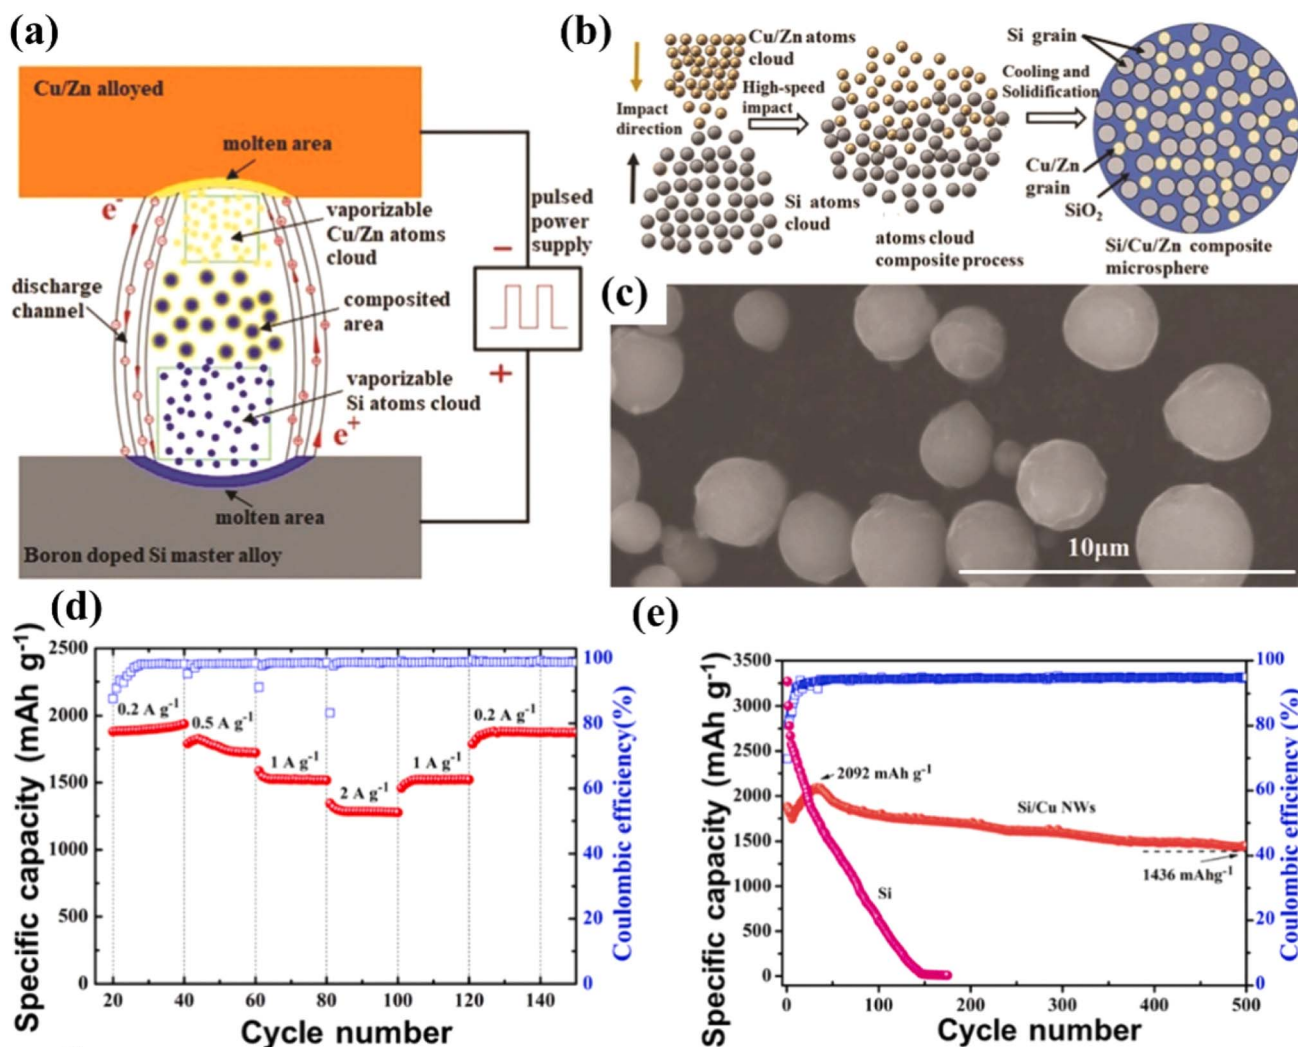 (a)
Cu/Zn alloyed
molten area
e-
vaporizable
Cu/Zn atoms
cloud
pulsed
power
supply
−
discharge
channel
composited
area
+
vaporizable
Si atoms cloud
e+
molten area
Boron doped Si master alloy
(b)
Cu/Zn atoms
cloud
Impact
direction
High-speed
impact
Si atoms
cloud
atoms cloud
composite process
Si grain
Cooling and
Solidification
Cu/Zn
grain
SiO2
Si/Cu/Zn composite
microsphere
(c)
10μm
(d)
Specific capacity (mAh g-1)
2500
2000
1500
1000
500
0
0.2 A g-1
0.5 A g-1
1 A g-1
2 A g-1
1 A g-1
0.2 A g-1
100
80
60
40
20
0
Coulombic efficiency(%)
20 40 60 80 100 120 140
Cycle number
(e)
Specific capacity (mAh g-1)
3500
3000
2500
2000
1500
1000
500
0
2092 mAh g-1
Si/Cu NWs
1436 mAhg-1
Si
100
80
60
40
20
0
Coulombic efficiency (%)
0 100 200 300 400 500
Cycle number